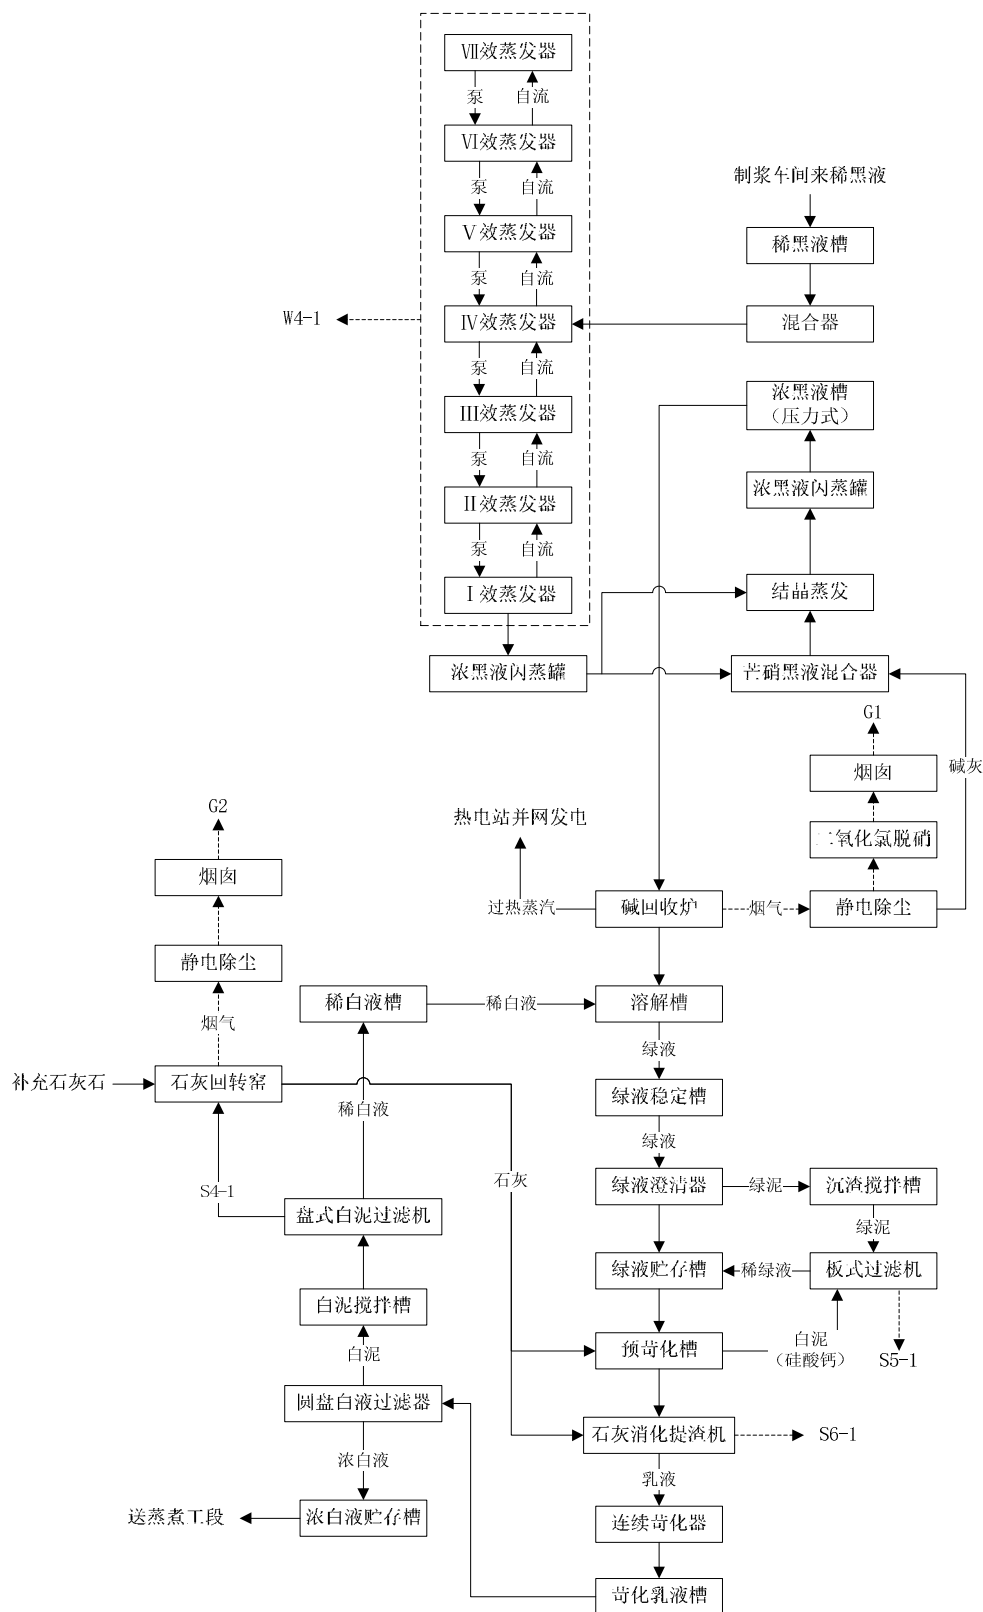 VII效蒸发器
泵
自流
VI效蒸发器
泵
自流
制浆车间来稀黑液
V效蒸发器
稀黑液槽
泵
自流
W4-1
IV效蒸发器
混合器
泵
自流
III效蒸发器
浓黑液槽
（压力式）
泵
自流
II效蒸发器
浓黑液闪蒸罐
泵
自流
I效蒸发器
结晶蒸发
浓黑液闪蒸罐
芒硝黑液混合器
G1
碱灰
烟囱
G2
热电站并网发电
二氧化氯脱硝
烟囱
过热蒸汽
碱回收炉
烟气
静电除尘
静电除尘
稀白液槽
稀白液
溶解槽
烟气
绿液
补充石灰石
石灰回转窑
绿液稳定槽
稀白液
绿液
石灰
S4-1
绿液澄清器
绿泥
沉渣搅拌槽
盘式白泥过滤机
绿泥
绿液贮存槽
稀绿液
板式过滤机
白泥搅拌槽
白泥
预苛化槽
白泥
（硅酸钙）
S5-1
圆盘白液过滤器
石灰消化提渣机
S6-1
浓白液
乳液
送蒸煮工段
浓白液贮存槽
连续苛化器
苛化乳液槽